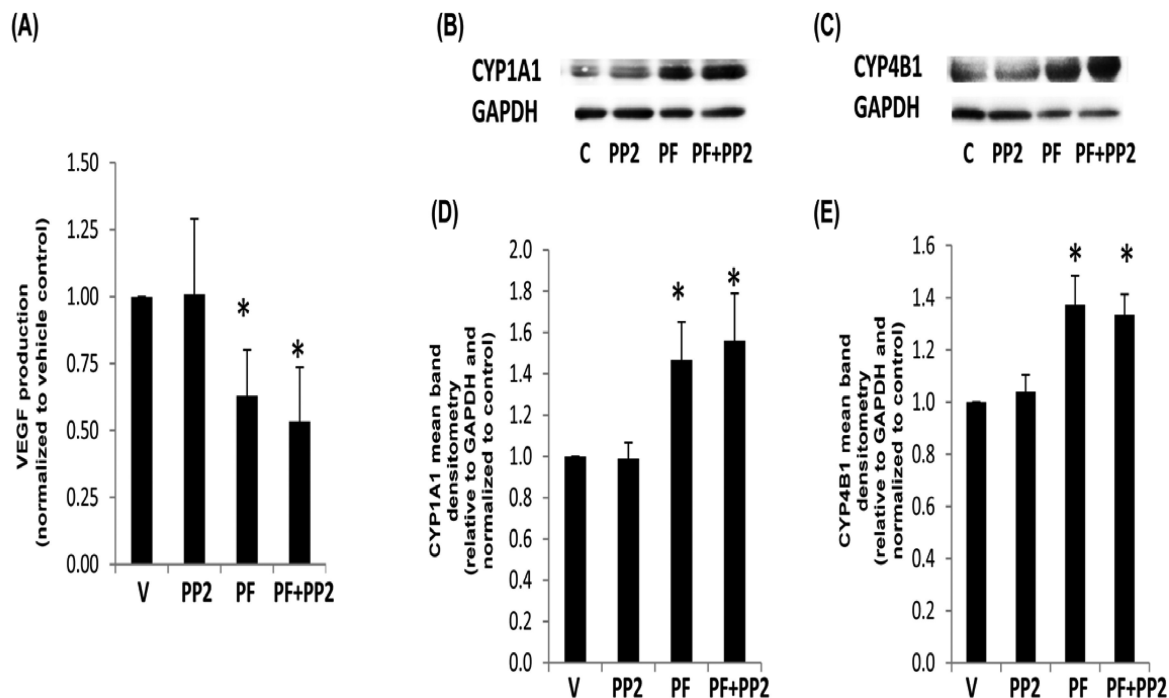 (A)
1.50
1.25
1.00
0.75
0.50
0.25
0.00
VEGF production
(normalized to vehicle control)
*
*
V PP2 PF PF+PP2
(B)
CYP1A1
GAPDH
C PP2 PF PF+PP2
(C)
CYP4B1
GAPDH
C PP2 PF PF+PP2
(D)
2.0
1.8
1.6
1.4
1.2
1.0
0.8
0.6
0.4
0.2
0.0
CYP1A1 mean band
densitometry
(relative to GAPDH and
normalized to control)
*
*
V PP2 PF PF+PP2
(E)
1.6
1.4
1.2
1.0
0.8
0.6
0.4
0.2
0.0
CYP4B1 mean band
densitometry
(relative to GAPDH and
normalized to control)
*
*
V PP2 PF PF+PP2